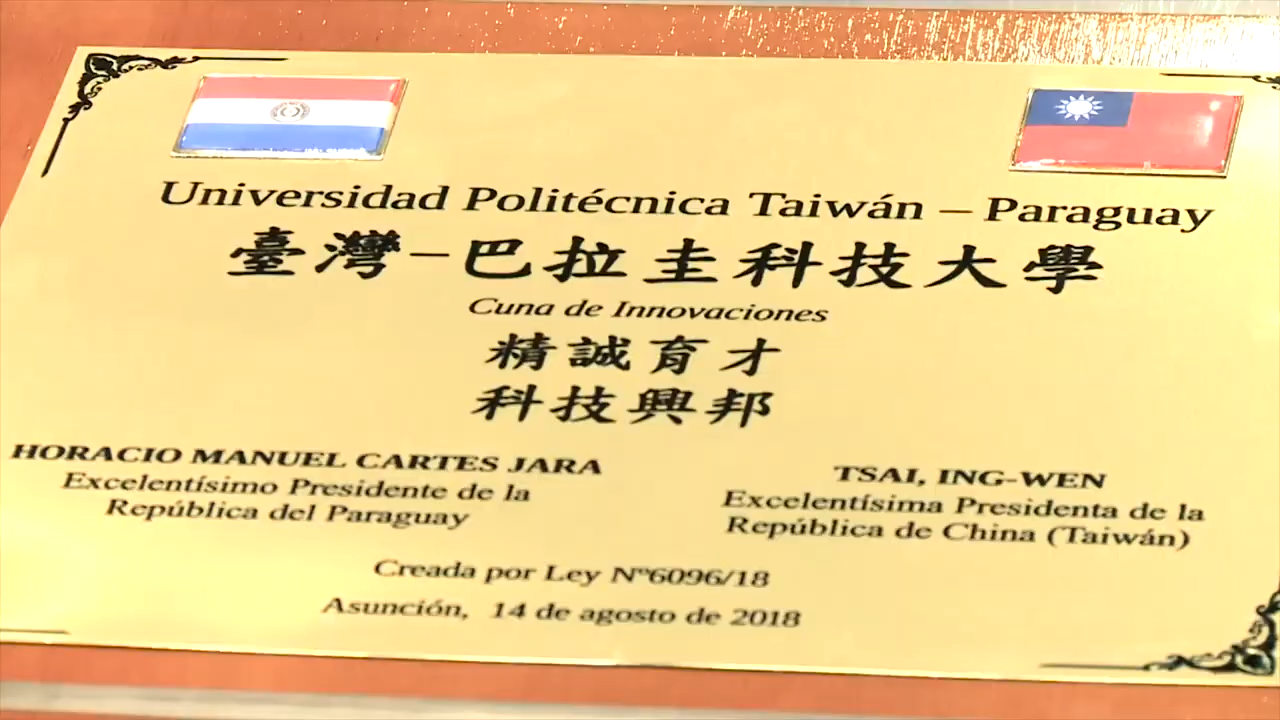 Universidad Politécnica Taiwán – Paraguay
臺灣–巴拉圭科技大學
Cuna de Innovaciones
精誠育才
科技興邦
HORACIO MANUEL CARTES JARA
Excelentísimo Presidente de la
República del Paraguay
TSAI, ING-WEN
Excelentísima Presidenta de la
República de China (Taiwán)
Creada por Ley Nº6096/18
Asunción, 14 de agosto de 2018